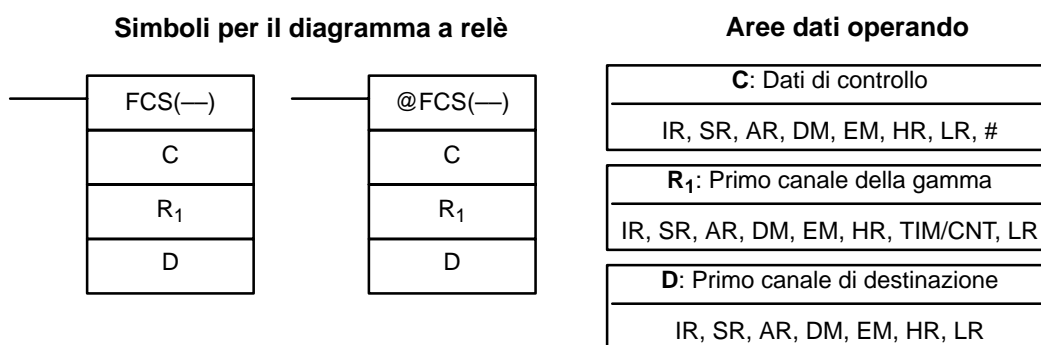 Simboli per il diagramma a relè
FCS(––)
C
R1
D
@FCS(––)
C
R1
D
Aree dati operando
C: Dati di controllo
IR, SR, AR, DM, EM, HR, LR, #
R1: Primo canale della gamma
IR, SR, AR, DM, EM, HR, TIM/CNT, LR
D: Primo canale di destinazione
IR, SR, AR, DM, EM, HR, LR